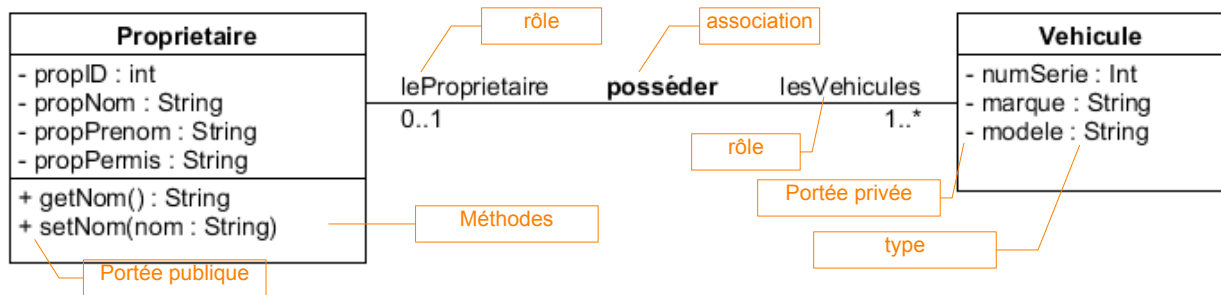 rôle
association
Proprietaire
- propID : int
- propNom : String
- propPrenom : String
- propPermis : String
+ getNom() : String
+ setNom(nom : String)
leProprietaire
posséder
lesVehicules
0..1
1..*
rôle
Vehicule
- numSerie : Int
- marque : String
- modele : String
Portée privée
Méthodes
type
Portée publique